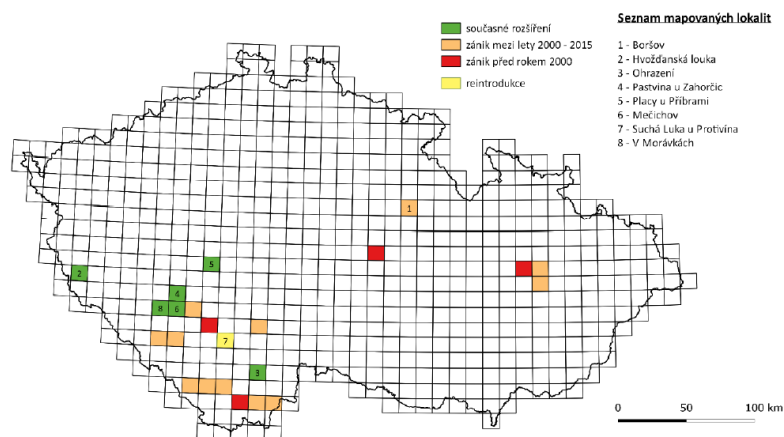 současné rozšíření
zánik mezi lety 2000 - 2015
zánik před rokem 2000
reintrodukce
Seznam mapovaných lokalit
1 - Boršov
2 - Hvožďanská louka
3 - Ohrazení
4 - Pastvina u Zahorčic
5 - Placy u Příbrami
6 - Mečichov
7 - Suchá Luka u Protivína
8 - V Morávkách
1
5
2
4
8 6
7
3
0 50 100 km